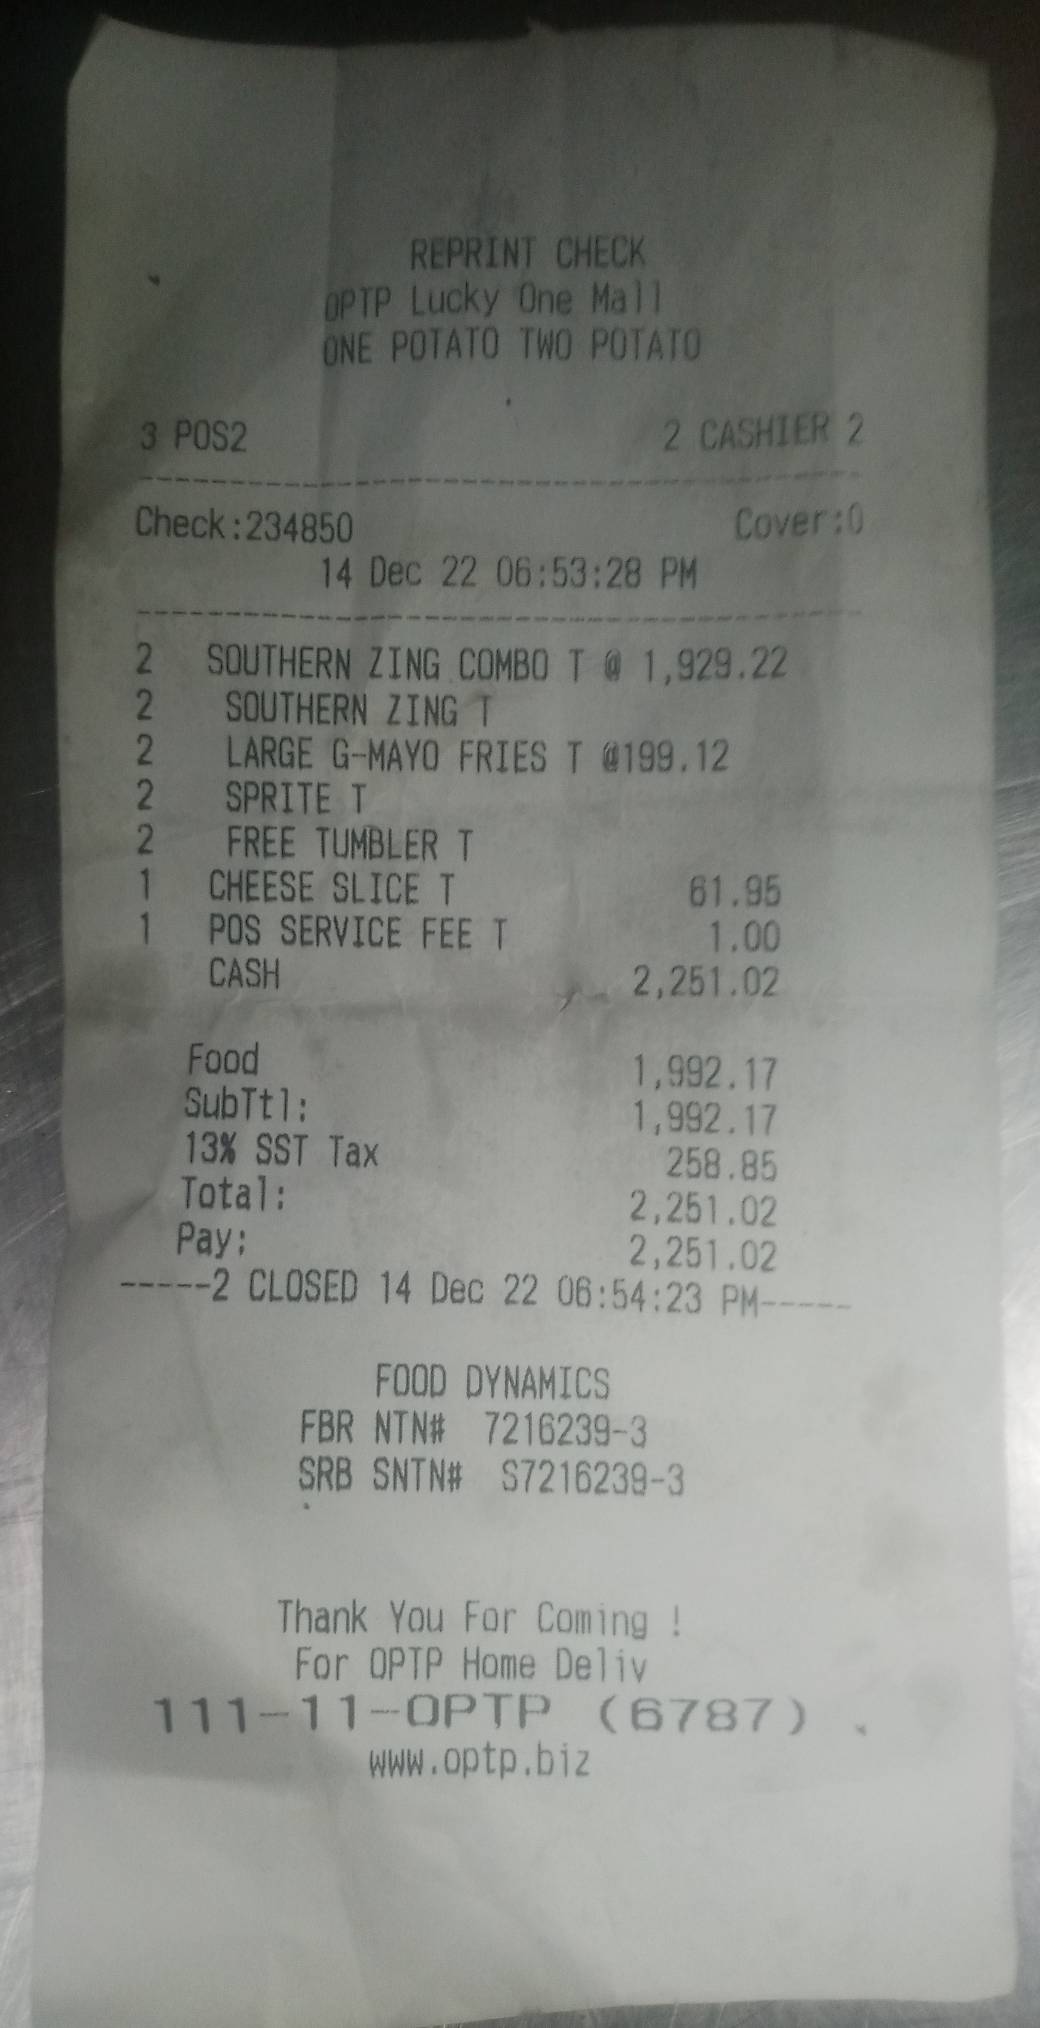 REPRINT CHECK
OPTP Lucky One Mall
ONE POTATO TWO POTATO
3 POS2 2 CASHIER 2
Check:234850 Cover:0
14 Dec 22 06:53:28 PM
2 SOUTHERN ZING COMBO T @ 1,929.22
2 SOUTHERN ZING T
2 LARGE G-MAYO FRIES T @199.12
2 SPRITE T
2 FREE TUMBLER T
1 CHEESE SLICE T 61.95
1 POS SERVICE FEE T 1.00
CASH 2,251.02
Food 1,992.17
SubTtl: 1,992.17
13% SST Tax 258.85
Total: 2,251.02
Pay: 2,251.02
-----2 CLOSED 14 Dec 22 06:54:23 PM-----
FOOD DYNAMICS
FBR NTN# 7216239-3
SRB SNTN# S7216239-3
Thank You For Coming !
For OPTP Home Deliv
111-11-OPTP (6787)
www.optp.biz